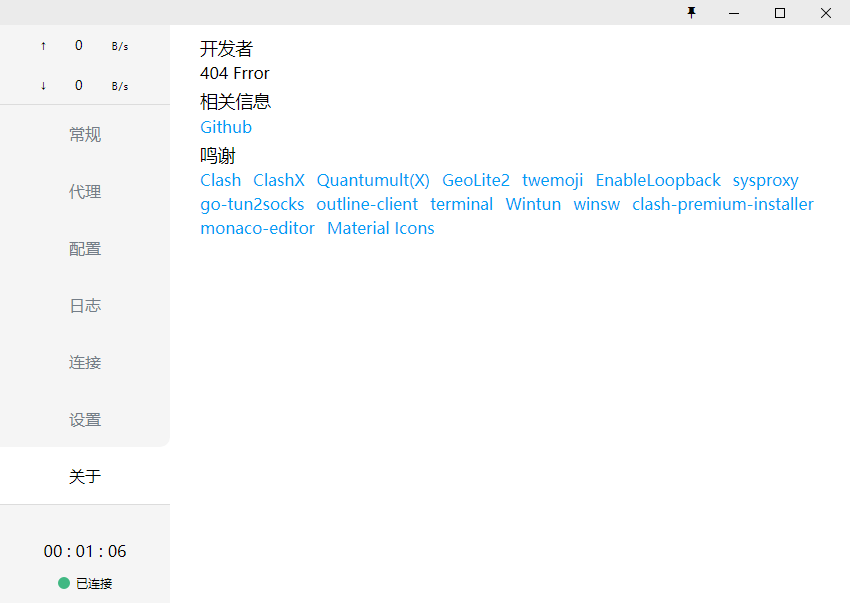 ↑ 0 B/s
↓ 0 B/s
常规
代理
配置
日志
连接
设置
关于
00 : 01 : 06
已连接
开发者
404 Frror
相关信息
Github
鸣谢
Clash ClashX Quantumult(X) GeoLite2 twemoji EnableLoopback sysproxy
go-tun2socks outline-client terminal Wintun winsw clash-premium-installer
monaco-editor Material Icons